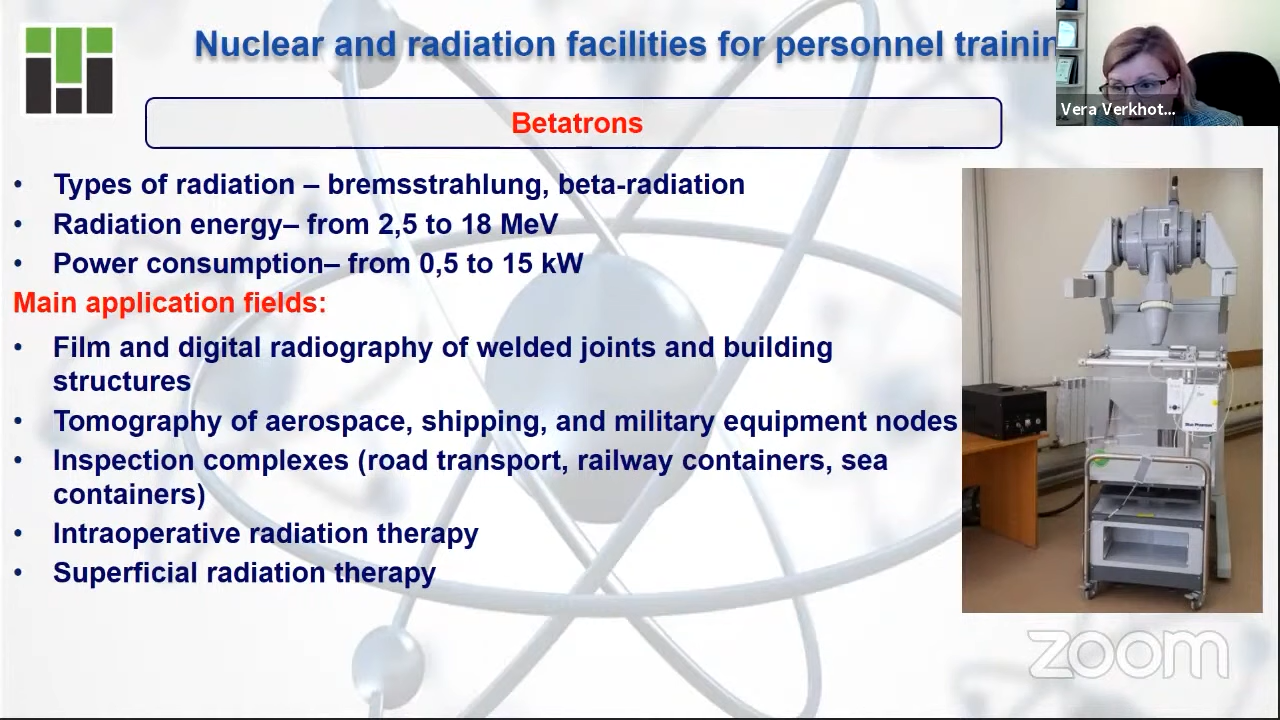 Nuclear and radiation facilities for personnel trainin
Vera Verkhot...
Betatrons
• Types of radiation – bremsstrahlung, beta-radiation
• Radiation energy– from 2,5 to 18 MeV
• Power consumption– from 0,5 to 15 kW
Main application fields:
• Film and digital radiography of welded joints and building
structures
• Tomography of aerospace, shipping, and military equipment nodes
• Inspection complexes (road transport, railway containers, sea
containers)
• Intraoperative radiation therapy
• Superficial radiation therapy
zoom